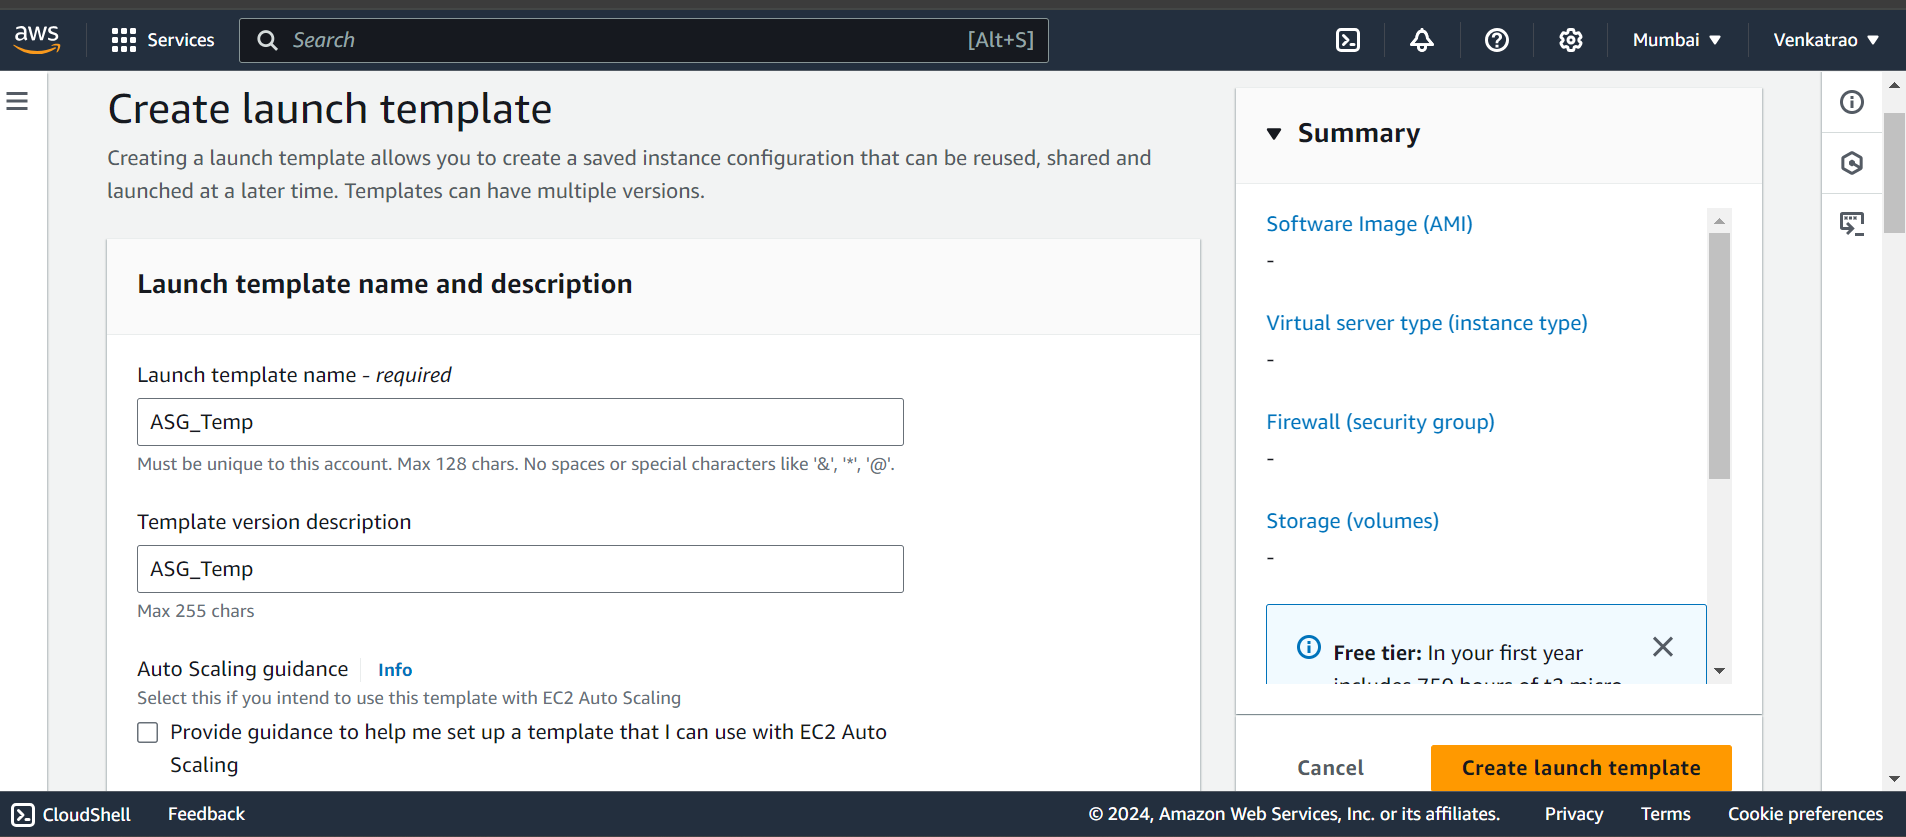 aws
Services
Search
[Alt+S]
Mumbai
Venkatrao
Create launch template
Creating a launch template allows you to create a saved instance configuration that can be reused, shared and
launched at a later time. Templates can have multiple versions.
Launch template name and description
Launch template name - required
ASG_Temp
Must be unique to this account. Max 128 chars. No spaces or special characters like '&', '*', '@'.
Template version description
ASG_Temp
Max 255 chars
Auto Scaling guidance
Info
Select this if you intend to use this template with EC2 Auto Scaling
Provide guidance to help me set up a template that I can use with EC2 Auto
Scaling
Summary
Software Image (AMI)
-
Virtual server type (instance type)
-
Firewall (security group)
-
Storage (volumes)
-
Free tier: In your first year
includes 750 hours of t2.micro
Cancel
Create launch template
CloudShell
Feedback
© 2024, Amazon Web Services, Inc. or its affiliates.
Privacy
Terms
Cookie preferences